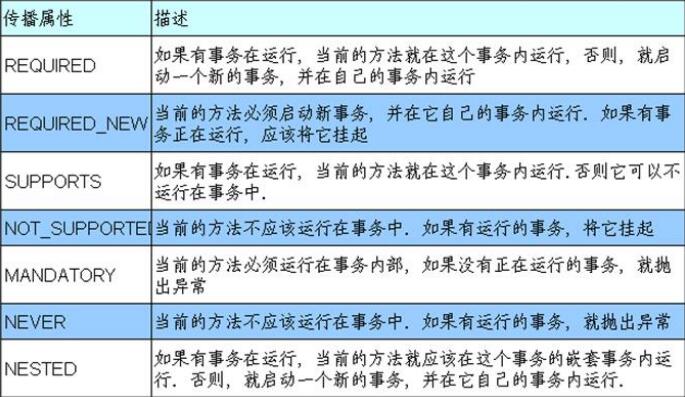 传播属性 描述
REQUIRED 如果有事务在运行，当前的方法就在这个事务内运行，否则，就启
动一个新的事务，并在自己的事务内运行
REQUIRED_NEW 当前的方法必须启动新事务，并在它自己的事务内运行．如果有事
务正在运行，应该将它挂起
SUPPORTS 如果有事务在运行，当前的方法就在这个事务内运行．否则它可以不
运行在事务中．
NOT_SUPPORTED 当前的方法不应该运行在事务中．如果有运行的事务，将它挂起
MANDATORY 当前的方法必须运行在事务内部，如果没有正在运行的事务，就抛
出异常
NEVER 当前的方法不应该运行在事务中．如果有运行的事务，就抛出异常
NESTED 如果有事务在运行，当前的方法就应该在这个事务的嵌套事务内运
行．否则，就启动一个新的事务，并在它自己的事务内运行．